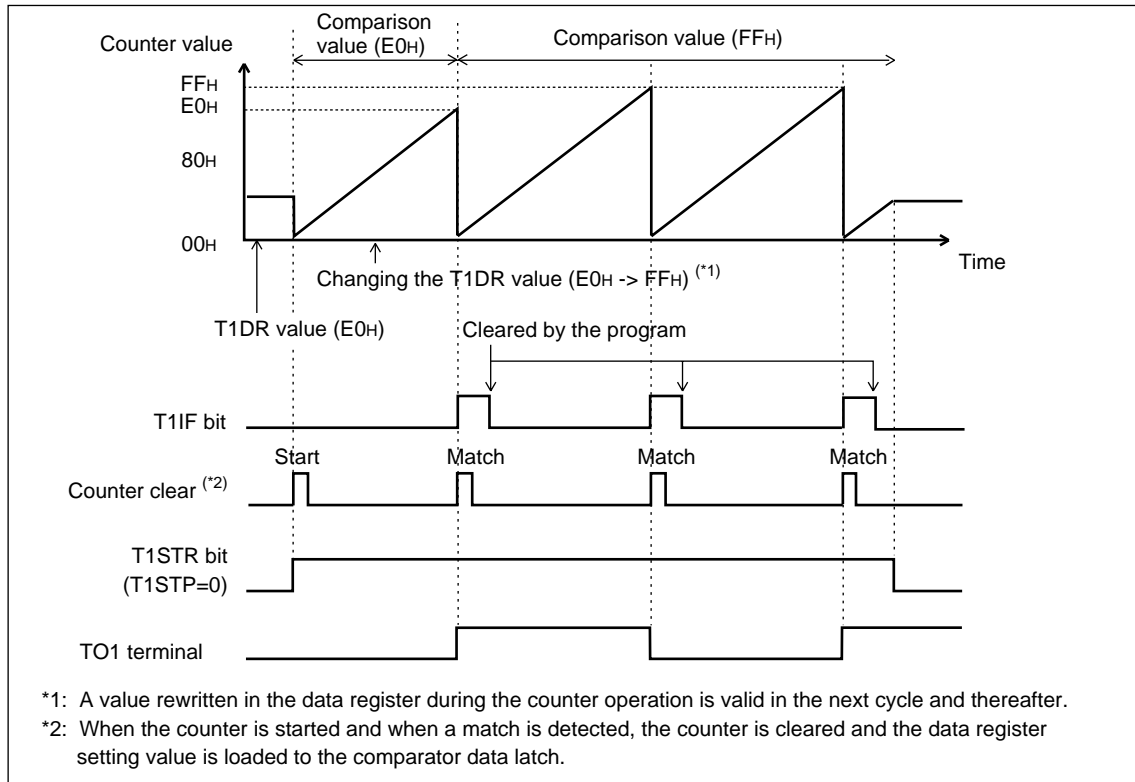 Comparison
value (E0H)
Comparison value (FFH)
Counter value
FFH
E0H
80H
00H
Time
Changing the T1DR value (E0H -> FFH) (*1)
T1DR value (E0H)
Cleared by the program
T1IF bit
Start
Match
Match
Match
Counter clear (*2)
T1STR bit
(T1STP=0)
TO1 terminal
*1: A value rewritten in the data register during the counter operation is valid in the next cycle and thereafter.
*2: When the counter is started and when a match is detected, the counter is cleared and the data register
setting value is loaded to the comparator data latch.